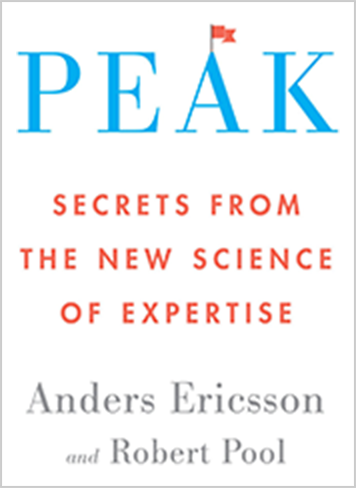 PEAK
SECRETS FROM
THE NEW SCIENCE
OF EXPERTISE
Anders Ericsson
and Robert Pool